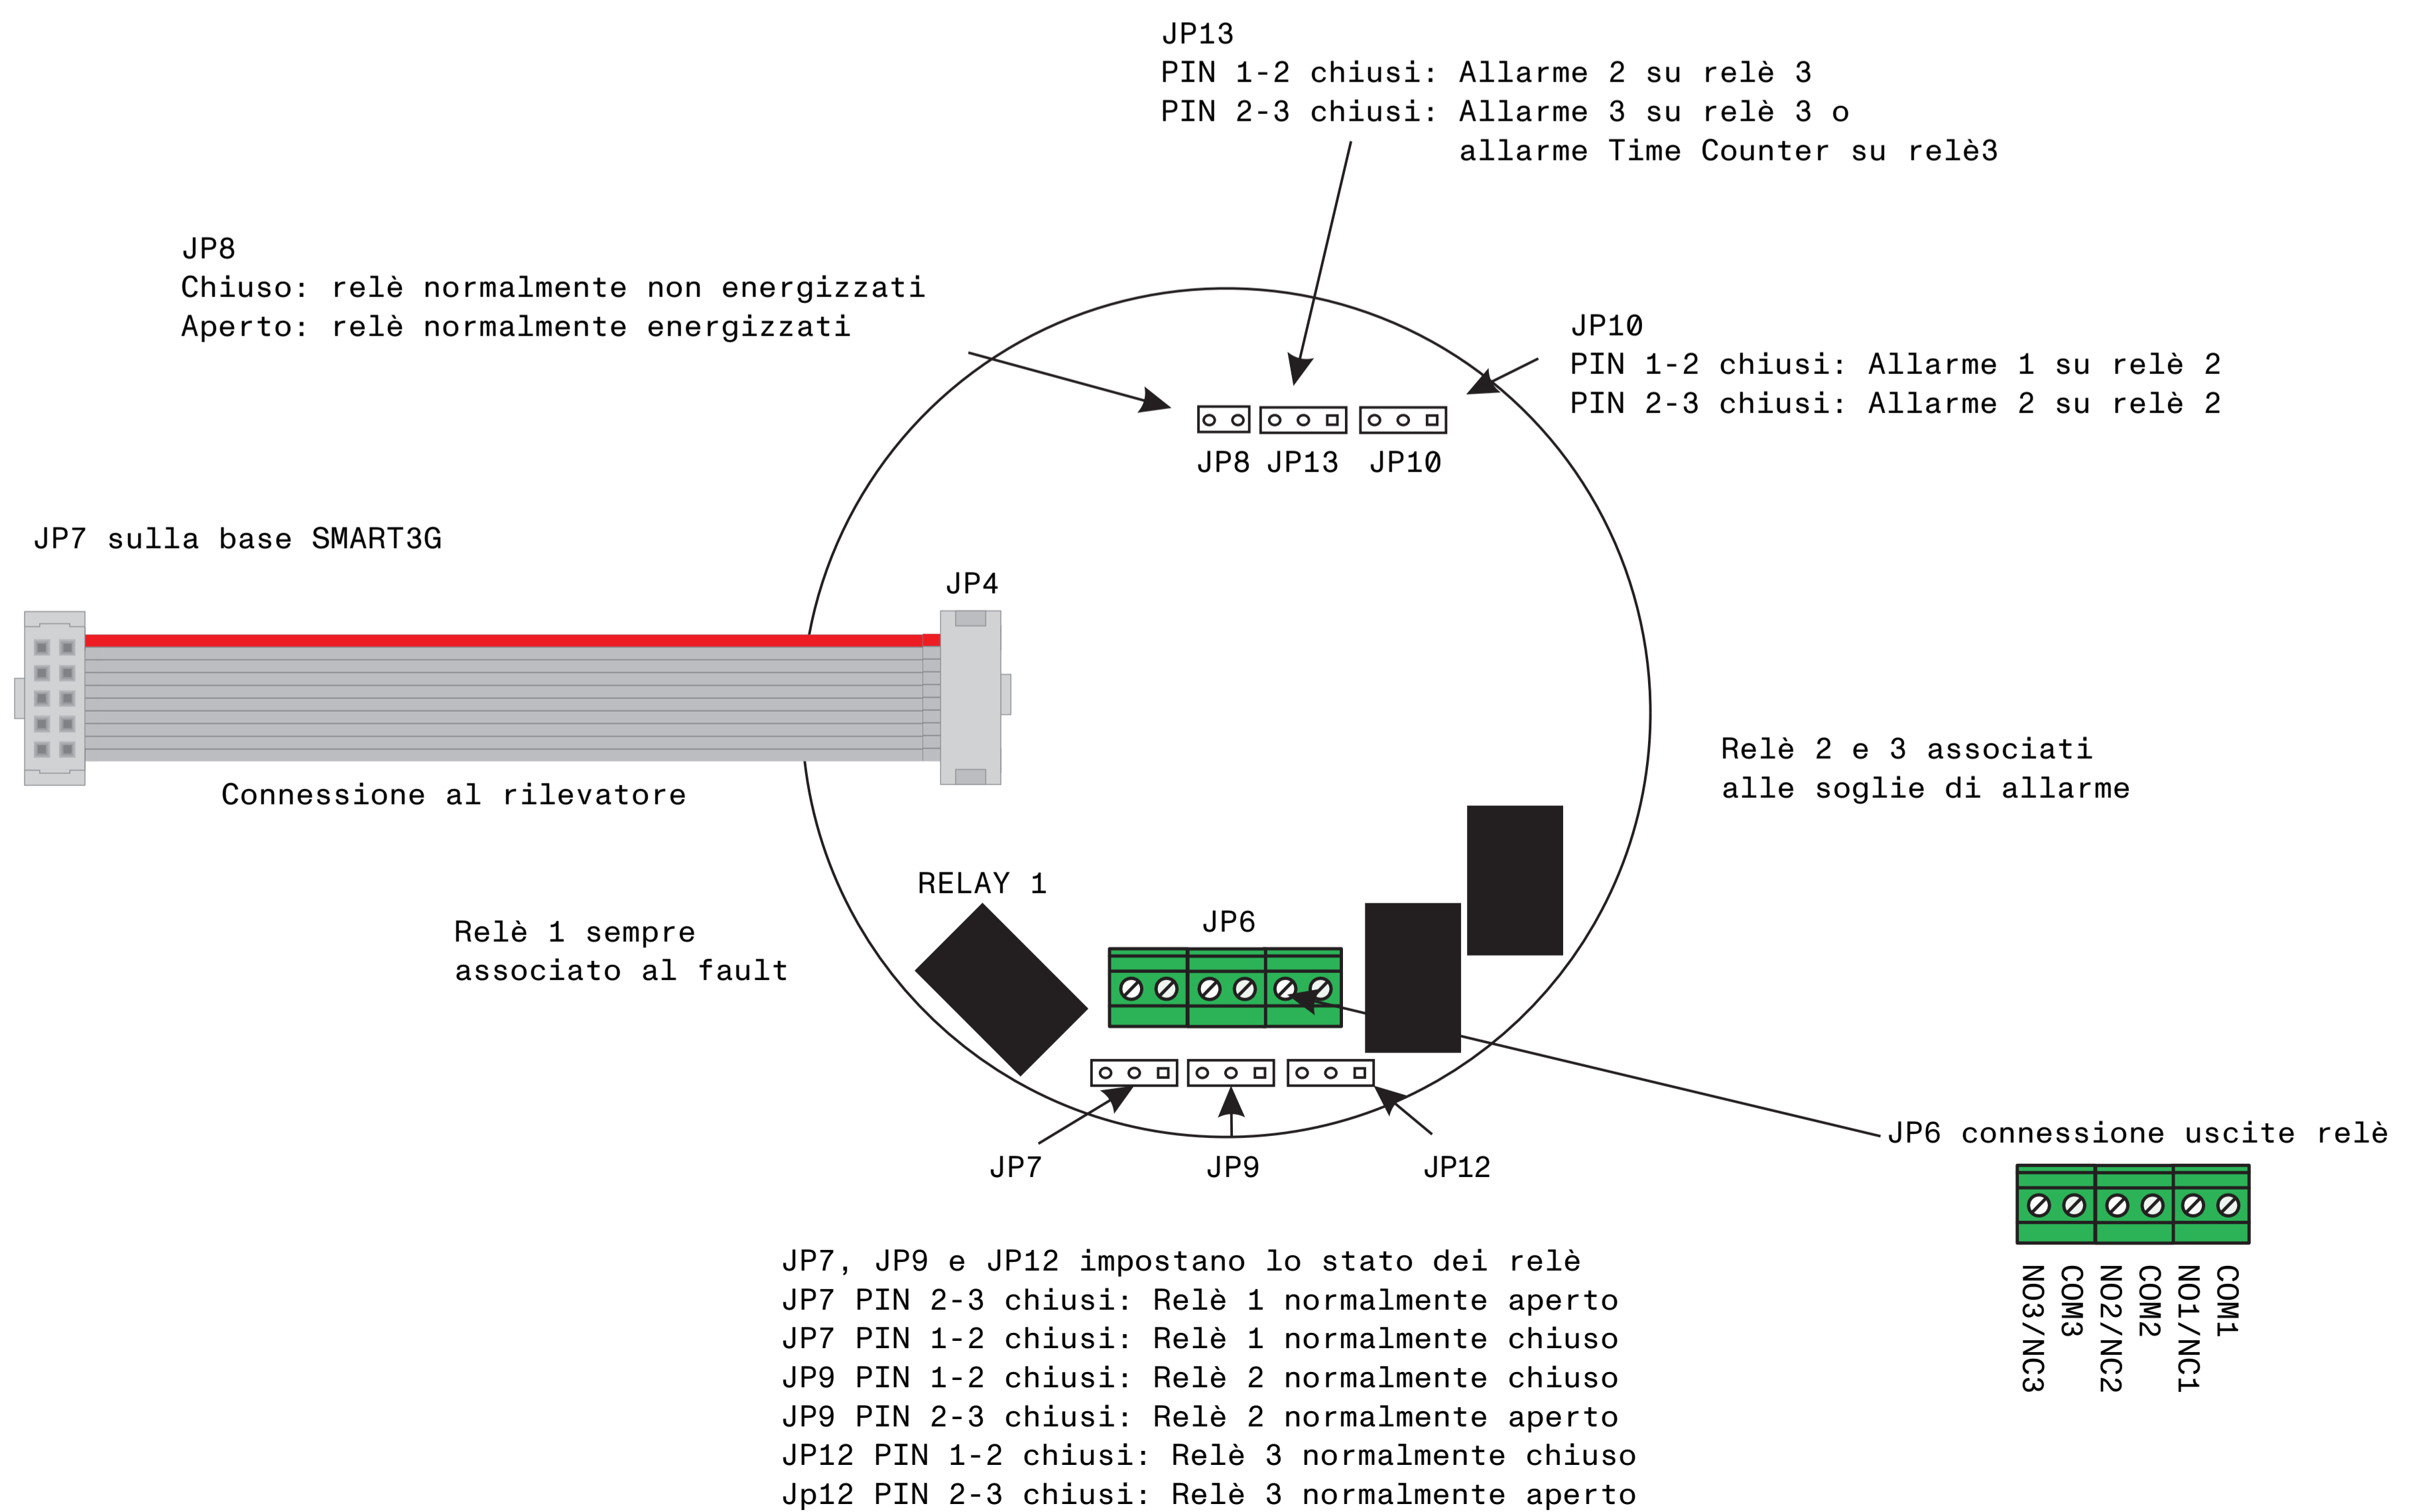 JP13
PIN 1-2 chiusi: Allarme 2 su relè 3
PIN 2-3 chiusi: Allarme 3 su relè 3 o
allarme Time Counter su relè3
JP8
Chiuso: relè normalmente non energizzati
Aperto: relè normalmente energizzati
JP10
PIN 1-2 chiusi: Allarme 1 su relè 2
PIN 2-3 chiusi: Allarme 2 su relè 2
JP8 JP13 JP10
JP7 sulla base SMART3G
JP4
Connessione al rilevatore
Relè 2 e 3 associati
alle soglie di allarme
RELAY 1
Relè 1 sempre
associato al fault
JP6
JP6 connessione uscite relè
JP7 JP9 JP12
NO3/NC3
COM3
NO2/NC2
COM2
NO1/NC1
COM1
JP7, JP9 e JP12 impostano lo stato dei relè
JP7 PIN 2-3 chiusi: Relè 1 normalmente aperto
JP7 PIN 1-2 chiusi: Relè 1 normalmente chiuso
JP9 PIN 1-2 chiusi: Relè 2 normalmente chiuso
JP9 PIN 2-3 chiusi: Relè 2 normalmente aperto
JP12 PIN 1-2 chiusi: Relè 3 normalmente chiuso
Jp12 PIN 2-3 chiusi: Relè 3 normalmente aperto